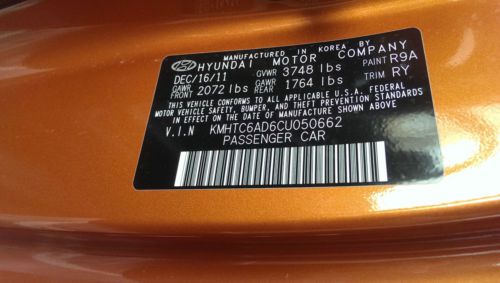 MANUFACTURED IN KOREA BY
HYUNDAI MOTOR COMPANY
DEC/16/11 GVWR 3748 lbs PAINT R9A
GAWR FRONT 2072 lbs GAWR REAR 1764 lbs TRIM RY
THIS VEHICLE CONFORMS TO ALL APPLICABLE U.S.A. FEDERAL
MOTOR VEHICLE SAFETY, BUMPER, AND THEFT PREVENTION STANDARDS
IN EFFECT ON THE DATE OF MANUFACTURE SHOWN ABOVE.
V.I.N KMHTC6AD6CU050662
PASSENGER CAR